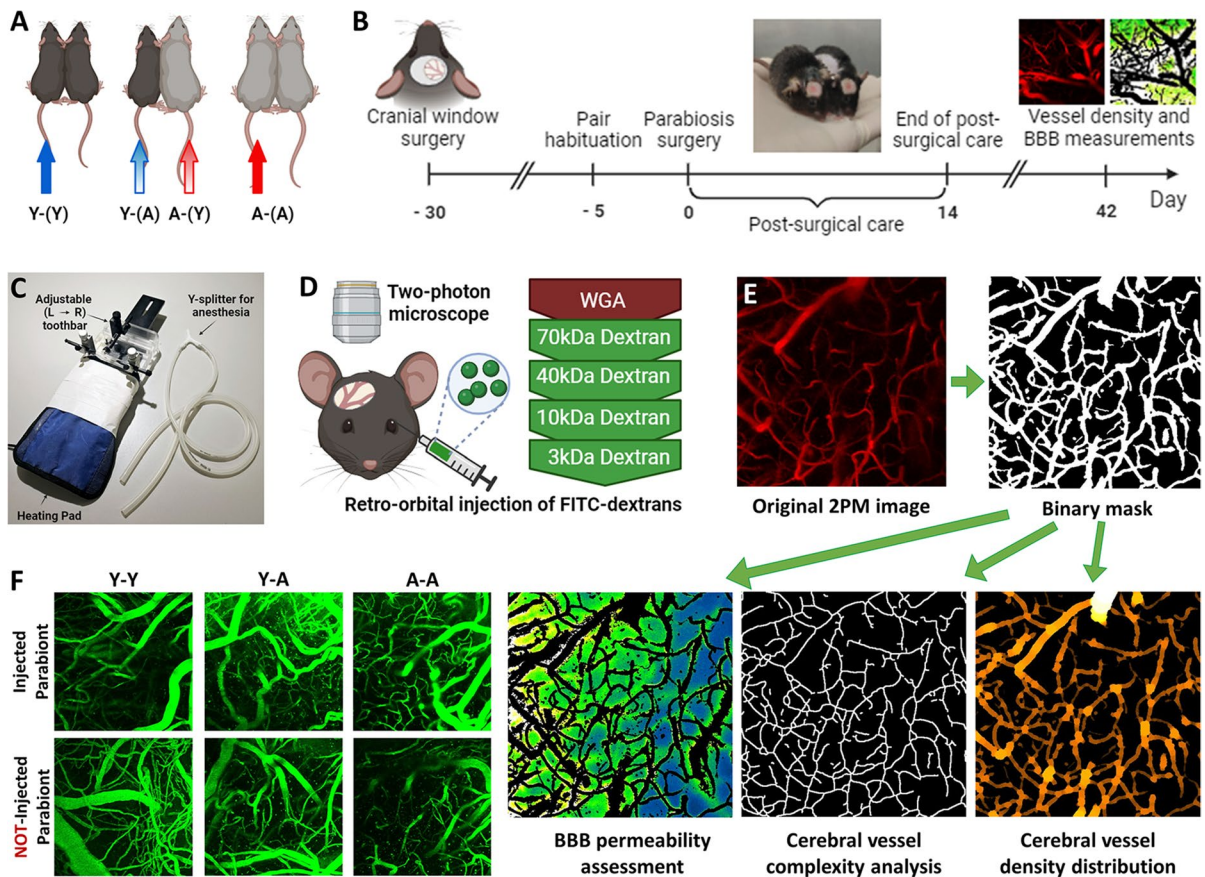 A
Y-(Y)
Y-(A)
A-(Y)
A-(A)
B
Cranial window
surgery
Pair
habituation
Parabiosis
surgery
End of post-
surgical care
Vessel density and
BBB measurements
- 30
- 5
0
14
42
Day
Post-surgical care
C
Adjustable
(L → R)
toothbar
Y-splitter for
anesthesia
Heating Pad
D
Two-photon
microscope
WGA
70kDa Dextran
40kDa Dextran
10kDa Dextran
3kDa Dextran
Retro-orbital injection of FITC-dextrans
E
Original 2PM image
Binary mask
F
Y-Y
Y-A
A-A
Injected
Parabiont
NOT-Injected
Parabiont
BBB permeability
assessment
Cerebral vessel
complexity analysis
Cerebral vessel
density distribution